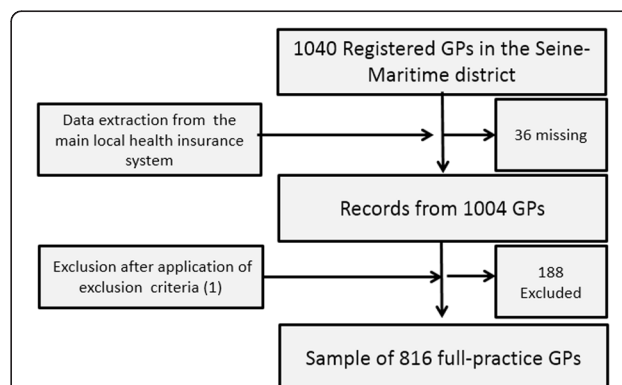 1040 Registered GPs in the Seine-
Maritime district
Data extraction from the
main local health insurance
system
36 missing
Records from 1004 GPs
Exclusion after application of
exclusion criteria (1)
188
Excluded
Sample of 816 full-practice GPs